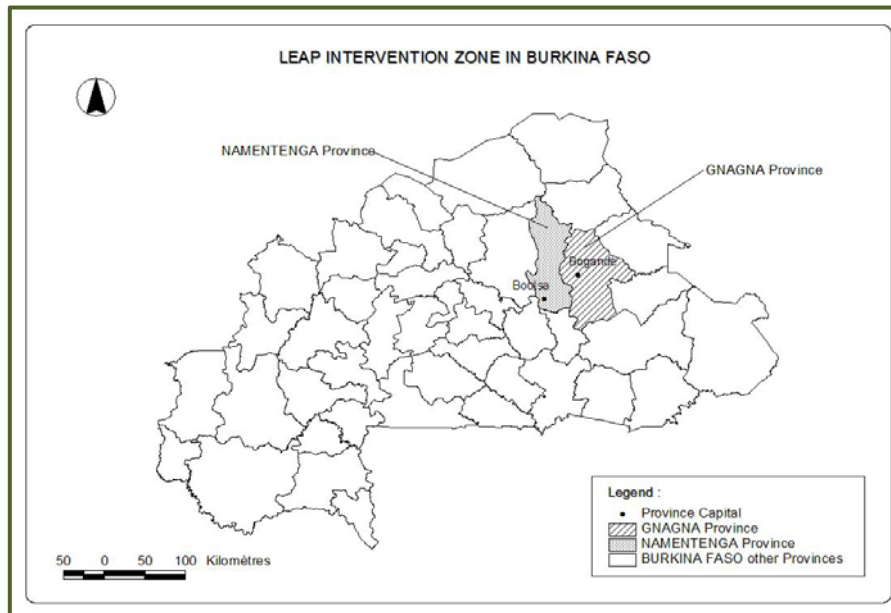 LEAP INTERVENTION ZONE IN BURKINA FASO
NAMENTENGA Province
GNAGNA Province
Bogande
Boolsa
Legend :
Province Capital
GNAGNA Province
NAMENTENGA Province
BURKINA FASO other Provinces
50 0 50 100 Kilomètres